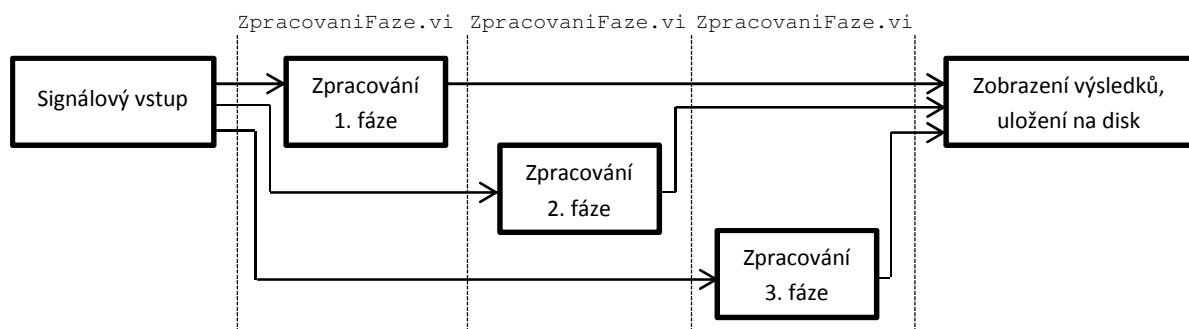 ZpracovaniFaze.vi ZpracovaniFaze.vi ZpracovaniFaze.vi
Signálový vstup
Zpracování
1. fáze
Zobrazení výsledků,
uložení na disk
Zpracování
2. fáze
Zpracování
3. fáze